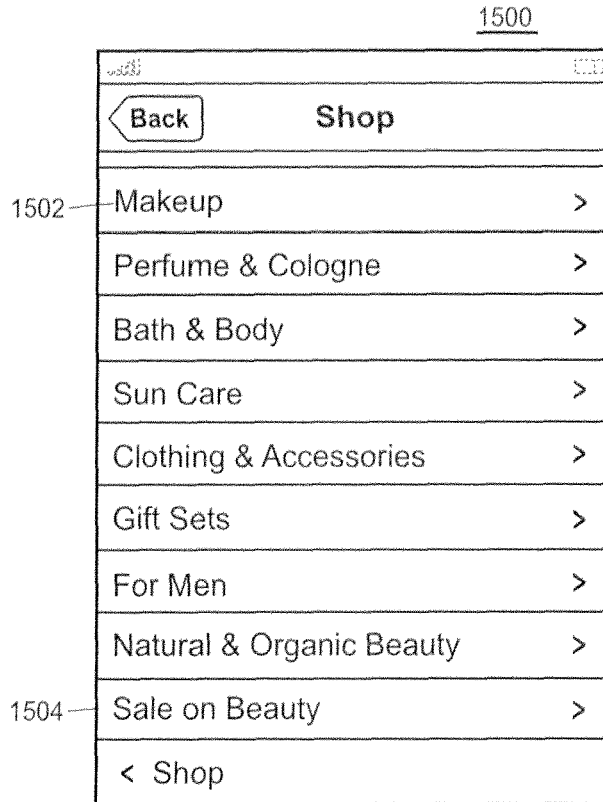 1500
Back Shop
1502 Makeup >
Perfume & Cologne >
Bath & Body >
Sun Care >
Clothing & Accessories >
Gift Sets >
For Men >
Natural & Organic Beauty >
1504 Sale on Beauty >
< Shop